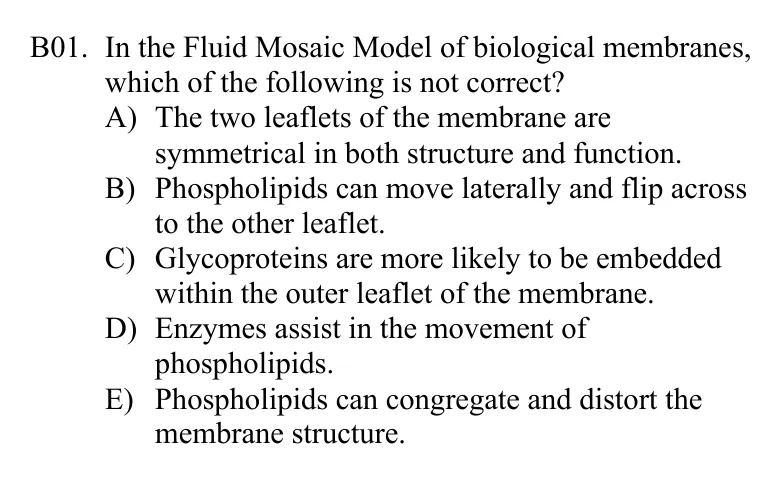 B01. In the Fluid Mosaic Model of biological membranes,
which of the following is not correct?
A) The two leaflets of the membrane are
symmetrical in both structure and function.
B) Phospholipids can move laterally and flip across
to the other leaflet.
C) Glycoproteins are more likely to be embedded
within the outer leaflet of the membrane.
D) Enzymes assist in the movement of
phospholipids.
E) Phospholipids can congregate and distort the
membrane structure.